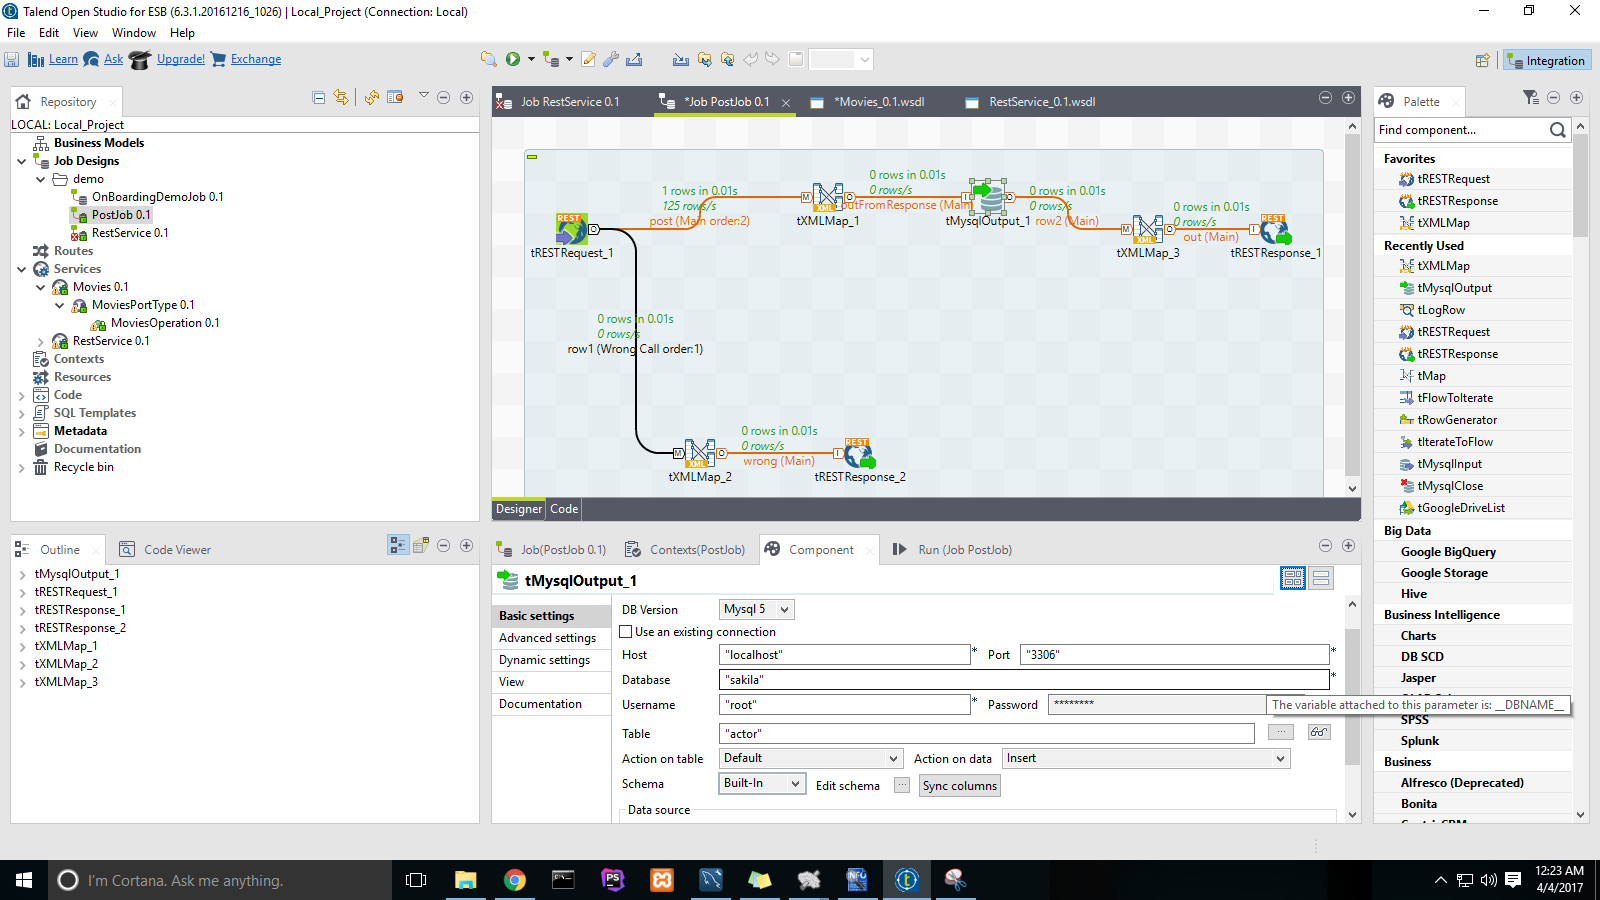 Talend Open Studio for ESB (6.3.1.20161216_1026) | Local_Project (Connection: Local)
File Edit View Window Help
Learn Ask Upgrade! Exchange
Integration
Repository
LOCAL: Local_Project
Business Models
Job Designs
demo
OnBoardingDemoJob 0.1
PostJob 0.1
RestService 0.1
Routes
Services
Movies 0.1
MoviesPortType 0.1
MoviesOperation 0.1
RestService 0.1
Contexts
Resources
Code
SQL Templates
Metadata
Documentation
Recycle bin
Job RestService 0.1 *Job PostJob 0.1 *Movies_0.1.wsdl RestService_0.1.wsdl
REST
tRESTRequest_1
1 rows in 0.01s
125 rows/s
post (Main order:2)
XML
tXMLMap_1
0 rows in 0.01s
0 rows/s
outFromResponse (Main)
tMysqlOutput_1
0 rows in 0.01s
0 rows/s
row2 (Main)
XML
tXMLMap_3
0 rows in 0.01s
0 rows/s
out (Main)
REST
tRESTResponse_1
0 rows in 0.01s
0 rows/s
row1 (Wrong Call order:1)
XML
tXMLMap_2
0 rows in 0.01s
0 rows/s
wrong (Main)
REST
tRESTResponse_2
Designer Code
Palette
Find component...
Favorites
tRESTRequest
tRESTResponse
tXMLMap
Recently Used
tXMLMap
tMysqlOutput
tLogRow
tRESTRequest
tRESTResponse
tMap
tFlowToIterate
tRowGenerator
tIterateToFlow
tMysqlInput
tMysqlClose
tGoogleDriveList
Big Data
Google BigQuery
Google Storage
Hive
Business Intelligence
Charts
DB SCD
Jasper
SPSS
Splunk
Business
Alfresco (Deprecated)
Bonita
Outline Code Viewer
tMysqlOutput_1
tRESTRequest_1
tRESTResponse_1
tRESTResponse_2
tXMLMap_1
tXMLMap_2
tXMLMap_3
Job(PostJob 0.1) Contexts(PostJob) Component Run (Job PostJob)
tMysqlOutput_1
Basic settings
Advanced settings
Dynamic settings
View
Documentation
DB Version Mysql 5
Use an existing connection
Host "localhost" * Port "3306" *
Database "sakila" *
Username "root" * Password ********
The variable attached to this parameter is: __DBNAME__
Table "actor" ...
Action on table Default Action on data Insert
Schema Built-In Edit schema ... Sync columns
Data source
I'm Cortana. Ask me anything.
12:23 AM
4/4/2017